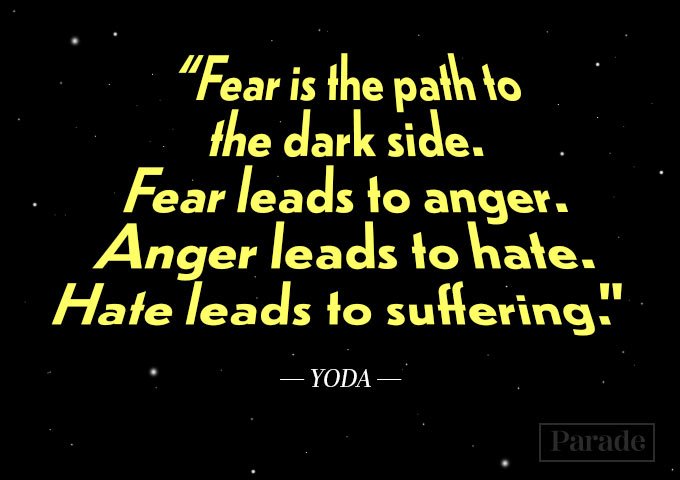 “Fear is the path to
the dark side.
Fear leads to anger.
Anger leads to hate.
Hate leads to suffering."
— YODA —
Parade